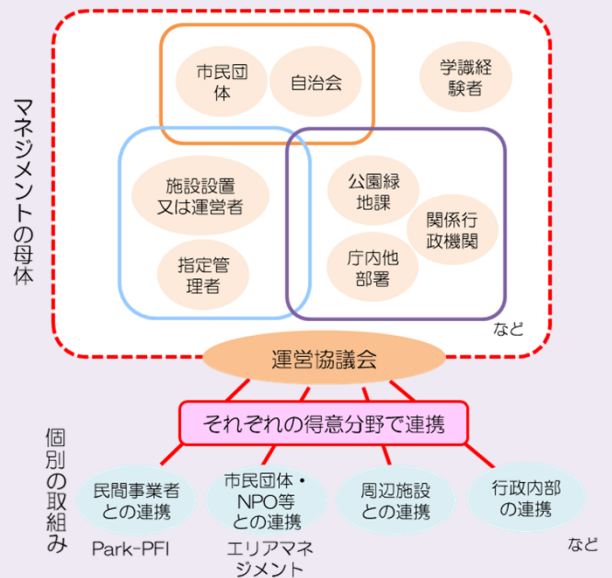 マネジメントの母体
市民団
体
自治会
学識経
験者
施設設置
又は運営者
指定管
理者
公園緑
地課
関係行
政機関
庁内他
部署
など
運営協議会
それぞれの得意分野で連携
個別の取組み
民間事業者
との連携
市民団体・
NPO等
との連携
周辺施設
との連携
行政内部
の連携
Park-PFI
エリアマネ
ジメント
など